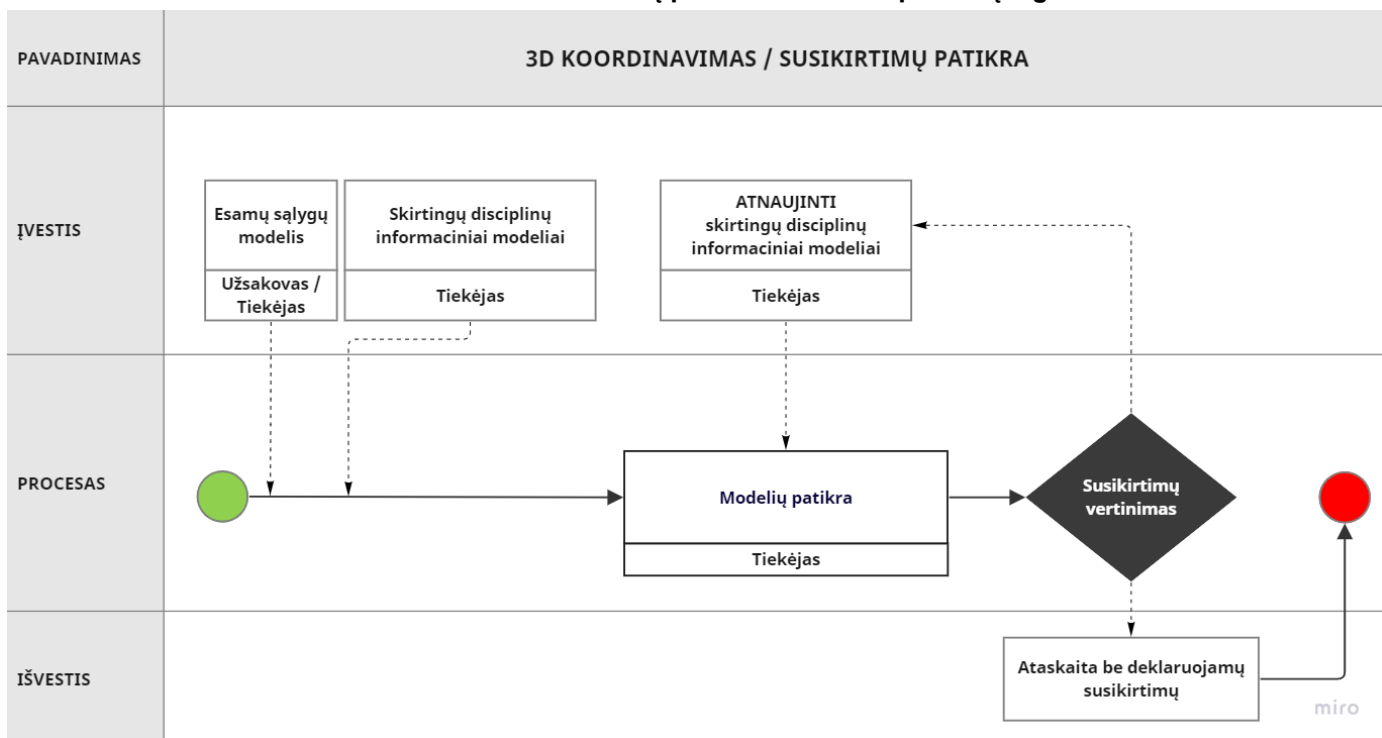 PAVADINIMAS
3D KOORDINAVIMAS / SUSIKIRTIMŲ PATIKRA
ĮVESTIS
Esamų sąlygų
modelis
Užsakovas /
Tiekėjas
Skirtingų disciplinų
informaciniai modeliai
Tiekėjas
ATNAUJINTI
skirtingų disciplinų
informaciniai modeliai
Tiekėjas
PROCESAS
Modelių patikra
Tiekėjas
Susikirtimų
vertinimas
IŠVESTIS
Ataskaita be deklaruojamų
susikirtimų
miro